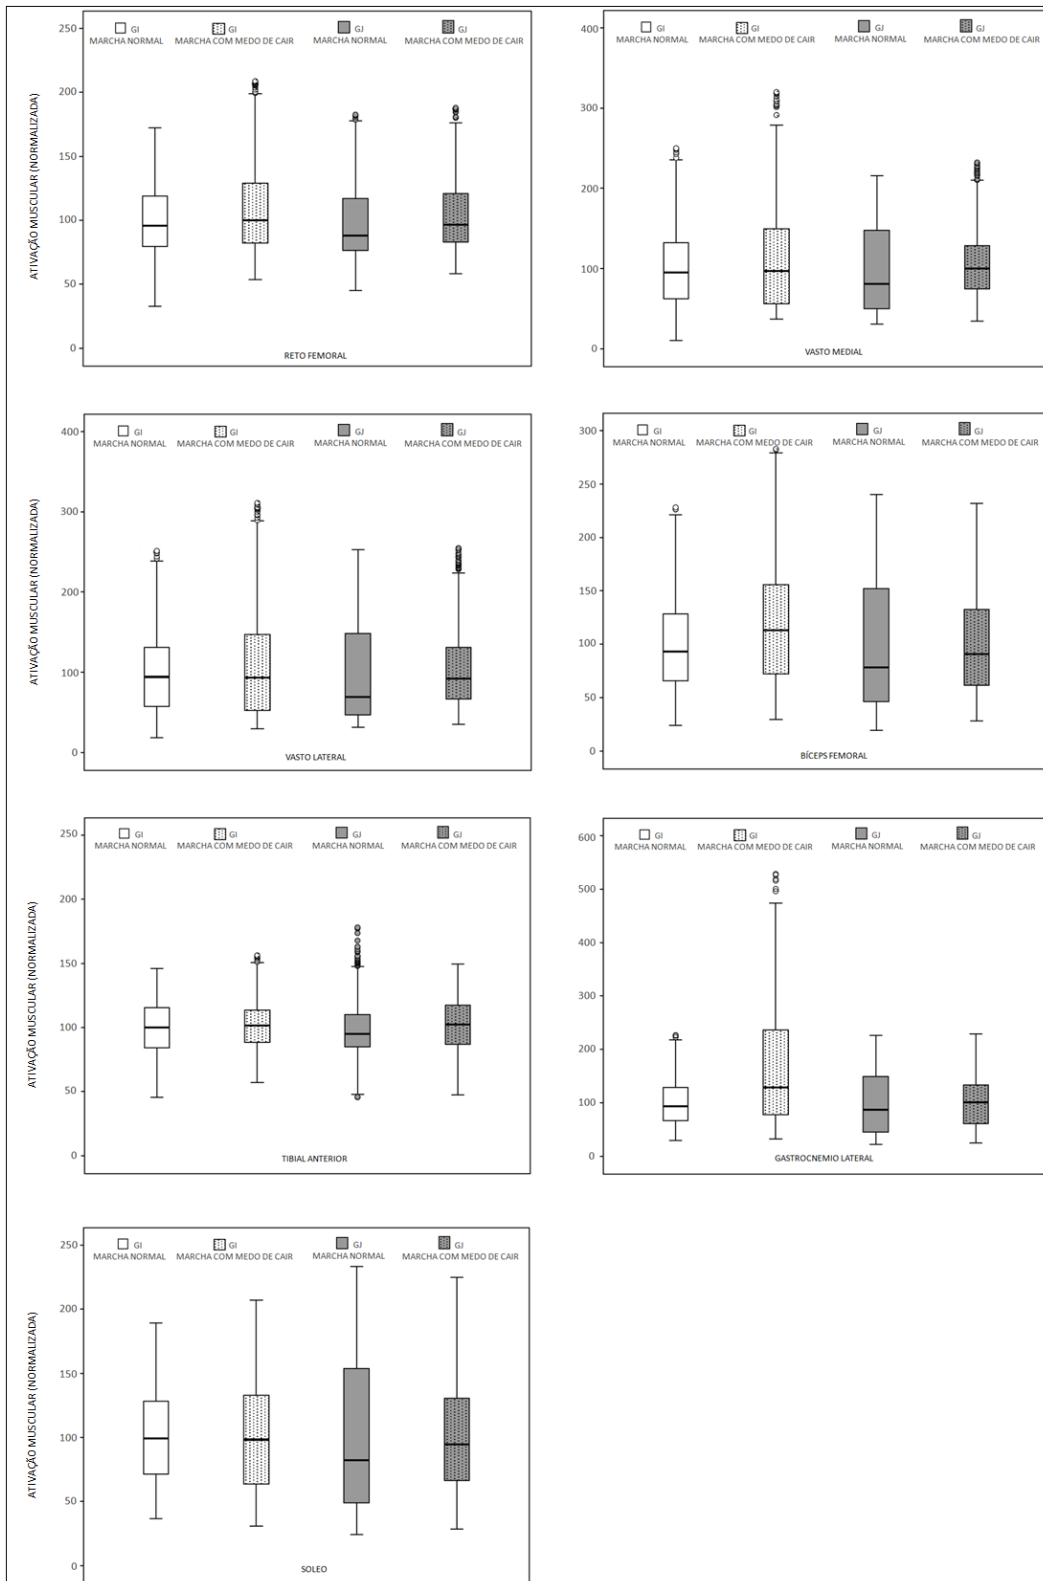 GI GI GJ GJ
MARCHA NORMAL MARCHA COM MEDO DE CAIR MARCHA NORMAL MARCHA COM MEDO DE CAIR
250
200
150
100
50
0
ATIVAÇÃO MUSCULAR (NORMALIZADA)
RETO FEMORAL
GI GI GJ GJ
MARCHA NORMAL MARCHA COM MEDO DE CAIR MARCHA NORMAL MARCHA COM MEDO DE CAIR
400
300
200
100
0
VASTO MEDIAL
GI GI GJ GJ
MARCHA NORMAL MARCHA COM MEDO DE CAIR MARCHA NORMAL MARCHA COM MEDO DE CAIR
400
300
200
100
0
ATIVAÇÃO MUSCULAR (NORMALIZADA)
VASTO LATERAL
GI GI GJ GJ
MARCHA NORMAL MARCHA COM MEDO DE CAIR MARCHA NORMAL MARCHA COM MEDO DE CAIR
300
250
200
150
100
50
0
BÍCEPS FEMORAL
GI GI GJ GJ
MARCHA NORMAL MARCHA COM MEDO DE CAIR MARCHA NORMAL MARCHA COM MEDO DE CAIR
250
200
150
100
50
0
ATIVAÇÃO MUSCULAR (NORMALIZADA)
TIBIAL ANTERIOR
GI GI GJ GJ
MARCHA NORMAL MARCHA COM MEDO DE CAIR MARCHA NORMAL MARCHA COM MEDO DE CAIR
600
500
400
300
200
100
0
GASTROCNEMIO LATERAL
GI GI GJ GJ
MARCHA NORMAL MARCHA COM MEDO DE CAIR MARCHA NORMAL MARCHA COM MEDO DE CAIR
250
200
150
100
50
0
ATIVAÇÃO MUSCULAR (NORMALIZADA)
SOLEO